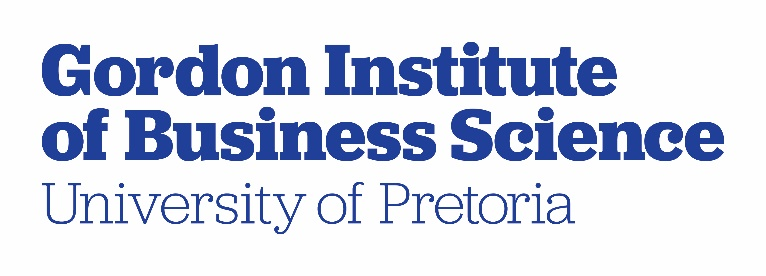 Gordon Institute
of Business Science
University of Pretoria